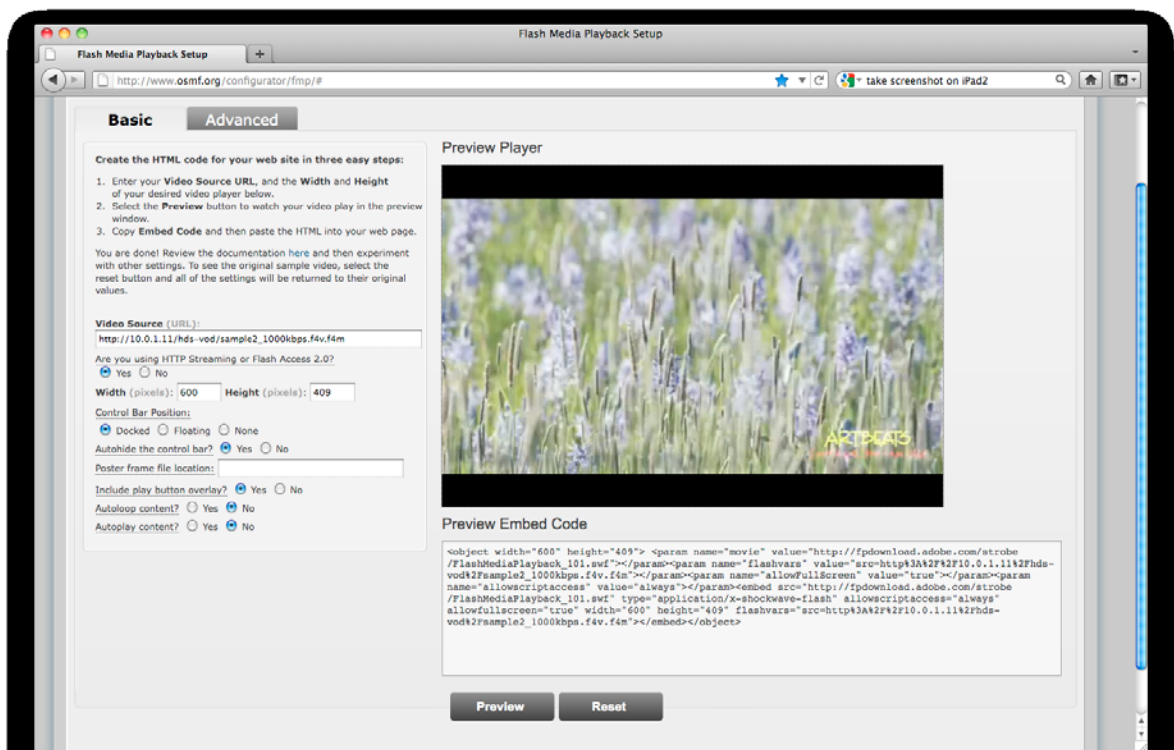 Flash Media Playback Setup
Flash Media Playback Setup
http://www.osmf.org/configurator/fmp/#
take screenshot on iPad2
Basic
Advanced
Create the HTML code for your web site in three easy steps:
1. Enter your Video Source URL, and the Width and Height
of your desired video player below.
2. Select the Preview button to watch your video play in the preview
window.
3. Copy Embed Code and then paste the HTML into your web page.
You are done! Review the documentation here and then experiment
with other settings. To see the original sample video, select the
reset button and all of the settings will be returned to their original
values.
Video Source (URL):
http://10.0.1.11/hds-vod/sample2_1000kbps.f4v.f4m
Are you using HTTP Streaming or Flash Access 2.0?
Yes No
Width (pixels): 600 Height (pixels): 409
Control Bar Position:
Docked Floating None
Autohide the control bar? Yes No
Poster frame file location:
Include play button overlay? Yes No
Autoloop content? Yes No
Autoplay content? Yes No
Preview Player
ARTBEATS
Preview Embed Code
<object width="600" height="409"> <param name="movie" value="http://fpdownload.adobe.com/strobe
/FlashMediaPlayback_101.swf"></param><param name="flashvars" value="src=http%3A%2F%2F10.0.1.11%2Fhds-
vod%2Fsample2_1000kbps.f4v.f4m"></param><param name="allowFullScreen" value="true"></param><param
name="allowscriptaccess" value="always"></param><embed src="http://fpdownload.adobe.com/strobe
/FlashMediaPlayback_101.swf" type="application/x-shockwave-flash" allowscriptaccess="always"
allowfullscreen="true" width="600" height="409" flashvars="src=http%3A%2F%2F10.0.1.11%2Fhds-
vod%2Fsample2_1000kbps.f4v.f4m"></embed></object>
Preview
Reset